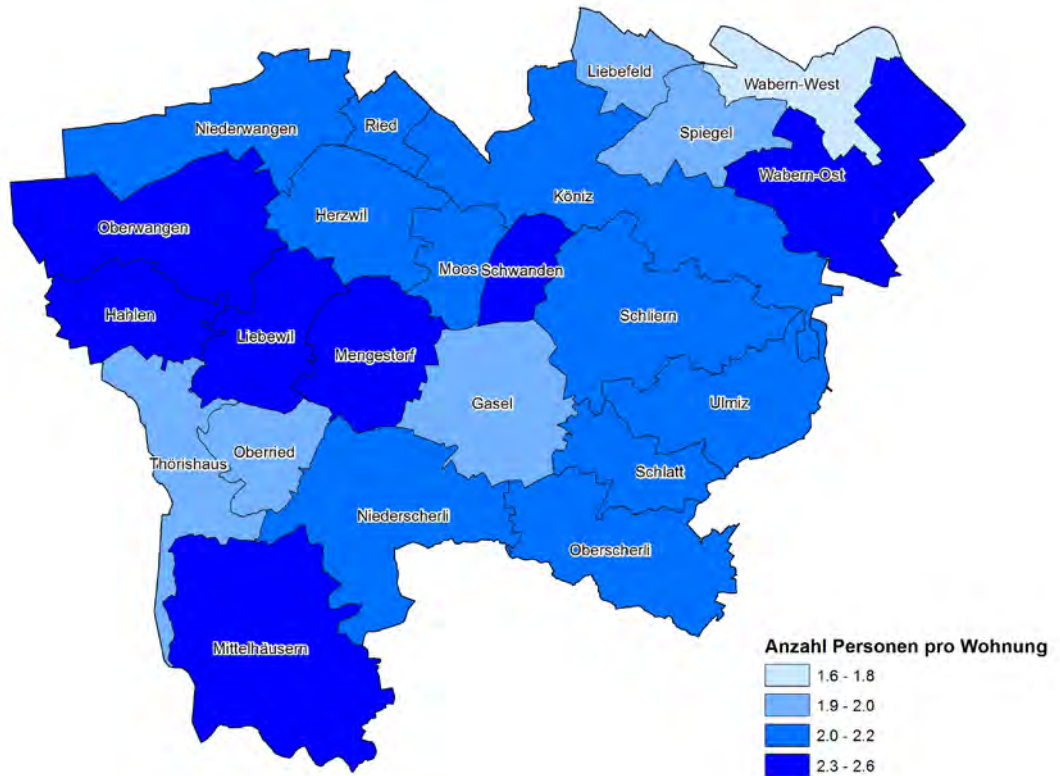 Liebefeld
Wabern-West
Niederwangen
Ried
Spiegel
Wabern-Ost
Köniz
Herzwil
Oberwangen
Moos
Schwanden
Hahlen
Liebewil
Schliern
Mengestorf
Gasel
Ulmiz
Oberried
Thörishaus
Schlatt
Niederscherli
Oberscherli
Mittelhäusern
Anzahl Personen pro Wohnung
1.6 - 1.8
1.9 - 2.0
2.0 - 2.2
2.3 - 2.6